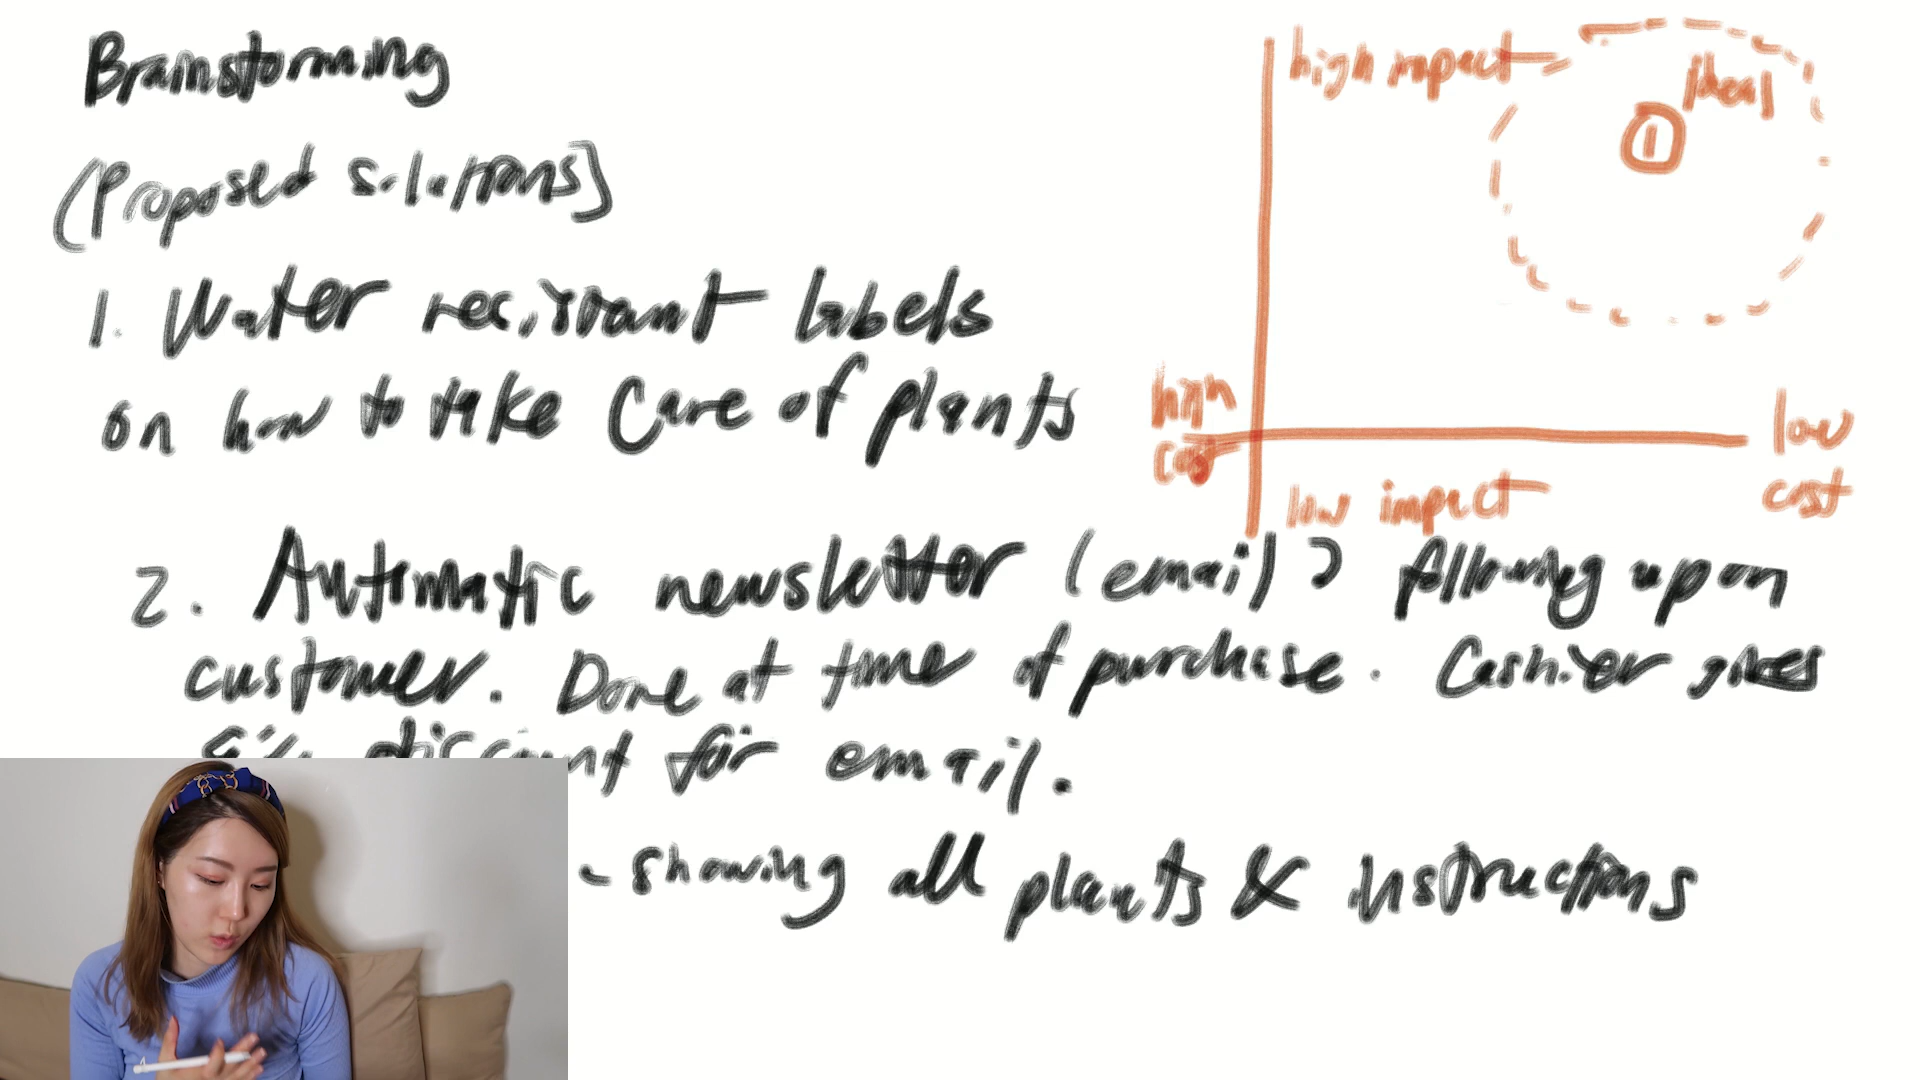 Brainstorming
(Proposed solutions)
1. Water resistant labels
on how to take care of plants
high impact
ideal
1
high
cost
low
cost
low impact
2. Automatic newsletter (email) following up on
customer. Done at time of purchase. Cashier gives
discount for email.
- showing all plants & instructions